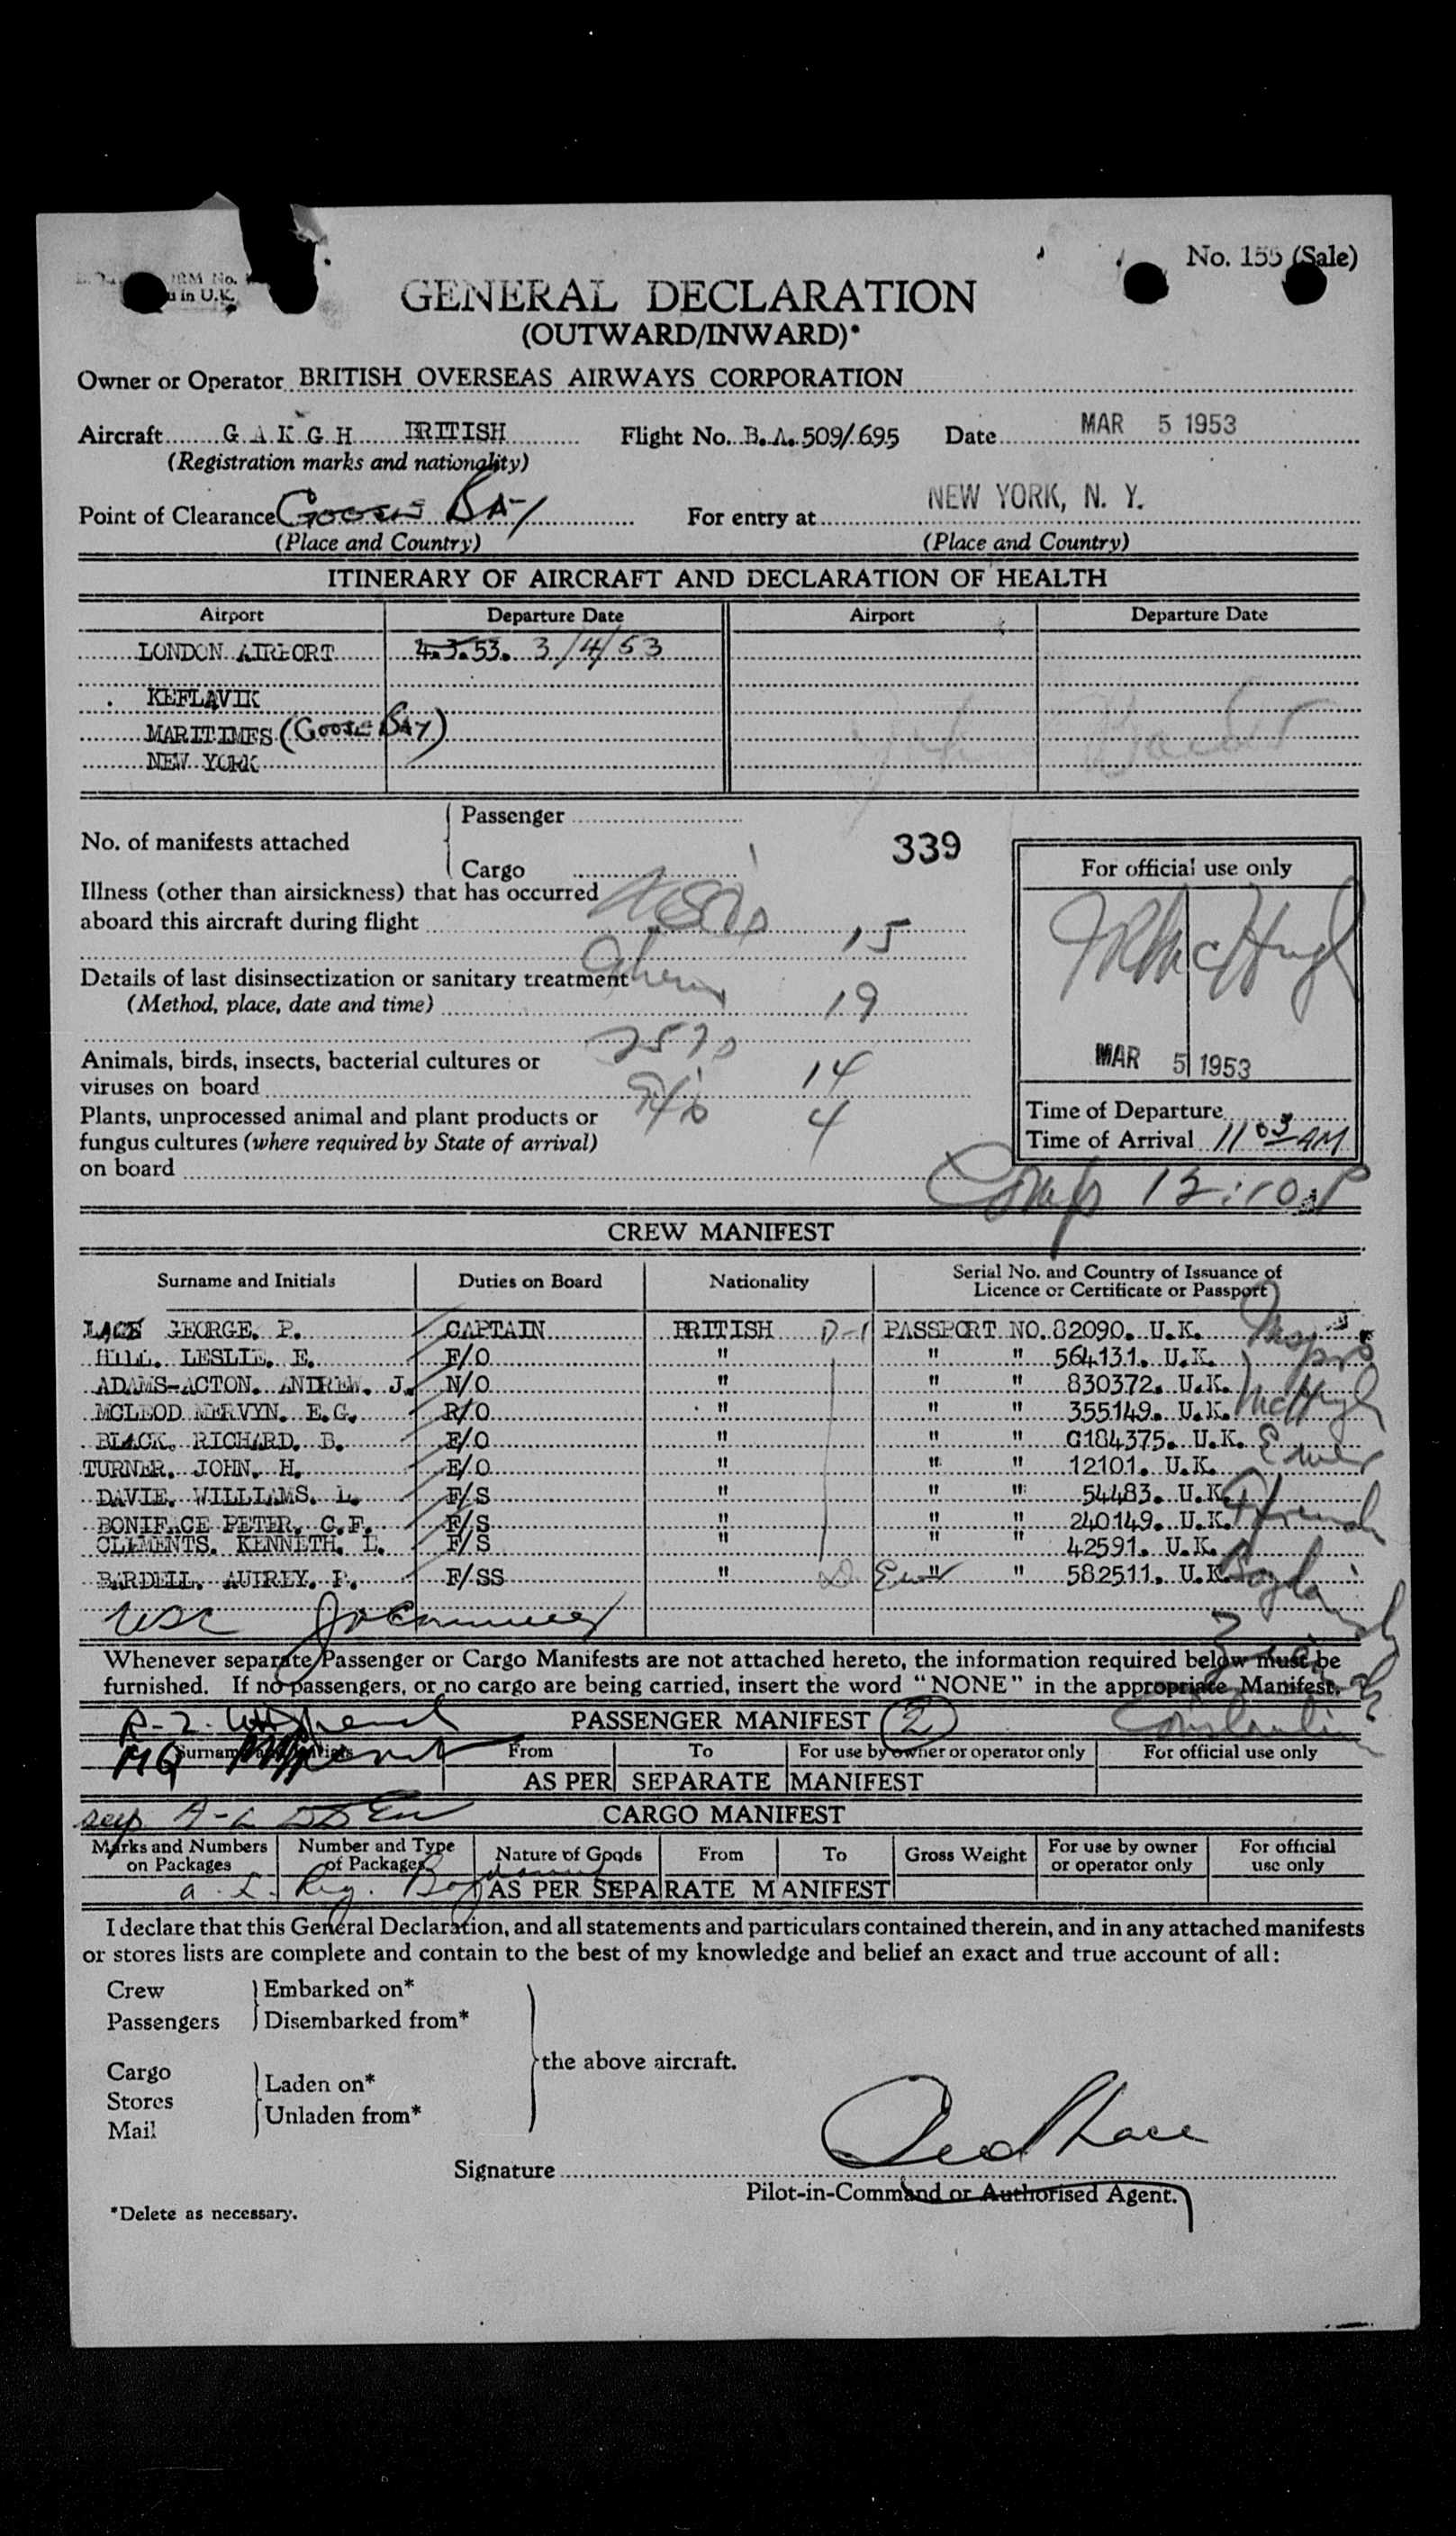 No. 155 (Sale)
in U.K.
GENERAL DECLARATION
(OUTWARD/INWARD)*
Owner or Operator BRITISH OVERSEAS AIRWAYS CORPORATION
Aircraft G A K G H BRITISH Flight No. B.A. 509/695 Date MAR 5 1953
(Registration marks and nationality)
Point of Clearance Goose Bay For entry at NEW YORK, N. Y.
(Place and Country) (Place and Country)
ITINERARY OF AIRCRAFT AND DECLARATION OF HEALTH
Airport Departure Date Airport Departure Date
LONDON AIRPORT 4.3.53. 3/4/53
KEFLAVIK
MARITIMES (Goose Bay)
NEW YORK
No. of manifests attached
Passenger
Cargo
339
For official use only
Illness (other than airsickness) that has occurred
aboard this aircraft during flight 15
Details of last disinsectization or sanitary treatment
(Method, place, date and time) 19
McHugh
MAR 5 1953
Animals, birds, insects, bacterial cultures or
viruses on board 14
Plants, unprocessed animal and plant products or 4
fungus cultures (where required by State of arrival)
on board
Time of Departure
Time of Arrival 11 03 AM
Comp 12:10 P
CREW MANIFEST
Surname and Initials Duties on Board Nationality Serial No. and Country of Issuance of Licence or Certificate or Passport
LACE GEORGE. P. CAPTAIN BRITISH D-1 PASSPORT NO. 82090. U.K.
HILL. LESLIE. E. F/O " " " 564131. U.K.
ADAMS-ACTON. ANDREW. J. N/O " " " 830372. U.K.
MCLEOD MERVYN. E.G. R/O " " " 355149. U.K. McHugh
BLACK. RICHARD. B. E/O " " " C184375. U.K.
TURNER. JOHN. H. E/O " " " 12101. U.K.
DAVIE. WILLIAMS. L. F/S " " " 54483. U.K.
BONIFACE PETER. C.F. F/S " " " 240149. U.K.
CLEMENTS. KENNETH. L. F/S " " " 42591. U.K.
BARDELL. AUDREY. P. F/SS " " " 582511. U.K.
Whenever separate Passenger or Cargo Manifests are not attached hereto, the information required below must be
furnished. If no passengers, or no cargo are being carried, insert the word "NONE" in the appropriate Manifest.
PASSENGER MANIFEST (2)
From To For use by owner or operator only For official use only
AS PER SEPARATE MANIFEST
CARGO MANIFEST
Marks and Numbers on Packages Number and Type of Packages Nature of Goods From To Gross Weight For use by owner or operator only For official use only
AS PER SEPARATE MANIFEST
I declare that this General Declaration, and all statements and particulars contained therein, and in any attached manifests
or stores lists are complete and contain to the best of my knowledge and belief an exact and true account of all:
Crew Embarked on*
Passengers Disembarked from*
the above aircraft.
Cargo
Stores
Mail
Laden on*
Unladen from*
Signature
Pilot-in-Command or Authorised Agent.
*Delete as necessary.